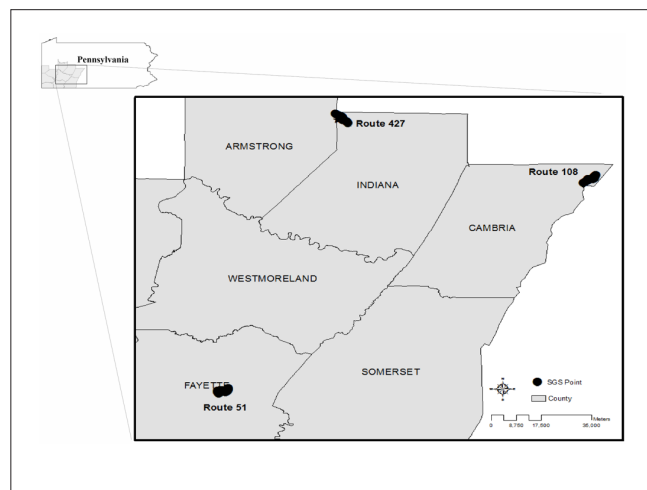 Pennsylvania
Route 427
ARMSTRONG
Route 108
INDIANA
CAMBRIA
WESTMORELAND
SOMERSET
FAYETTE
Route 51
SGS Point
County
Meters
0 8,750 17,500 35,000